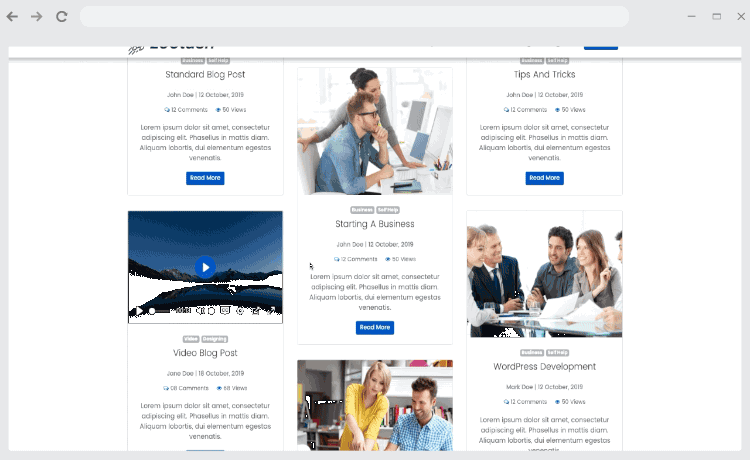 Business Self Help
Standard Blog Post
John Doe | 12 October, 2019
12 Comments 50 Views
Lorem ipsum dolor sit amet, consectetur
adipiscing elit. Phasellus in mattis diam.
Aliquam lobortis, dui elementum egestas
venenatis.
Read More
Video Designing
Video Blog Post
Jane Doe | 18 October, 2019
08 Comments 88 Views
Lorem ipsum dolor sit amet, consectetur
adipiscing elit. Phasellus in mattis diam.
Aliquam lobortis, dui elementum egestas
venenatis.
Business Self Help
Starting A Business
John Doe | 12 October, 2019
12 Comments 50 Views
Lorem ipsum dolor sit amet, consectetur
adipiscing elit. Phasellus in mattis diam.
Aliquam lobortis, dui elementum egestas
venenatis.
Read More
Business Self Help
Tips And Tricks
John Doe | 12 October, 2019
12 Comments 50 Views
Lorem ipsum dolor sit amet, consectetur
adipiscing elit. Phasellus in mattis diam.
Aliquam lobortis, dui elementum egestas
venenatis.
Read More
Business Self Help
WordPress Development
Mark Doe | 12 October, 2019
12 Comments 50 Views
Lorem ipsum dolor sit amet, consectetur
adipiscing elit. Phasellus in mattis diam.
Aliquam lobortis, dui elementum egestas